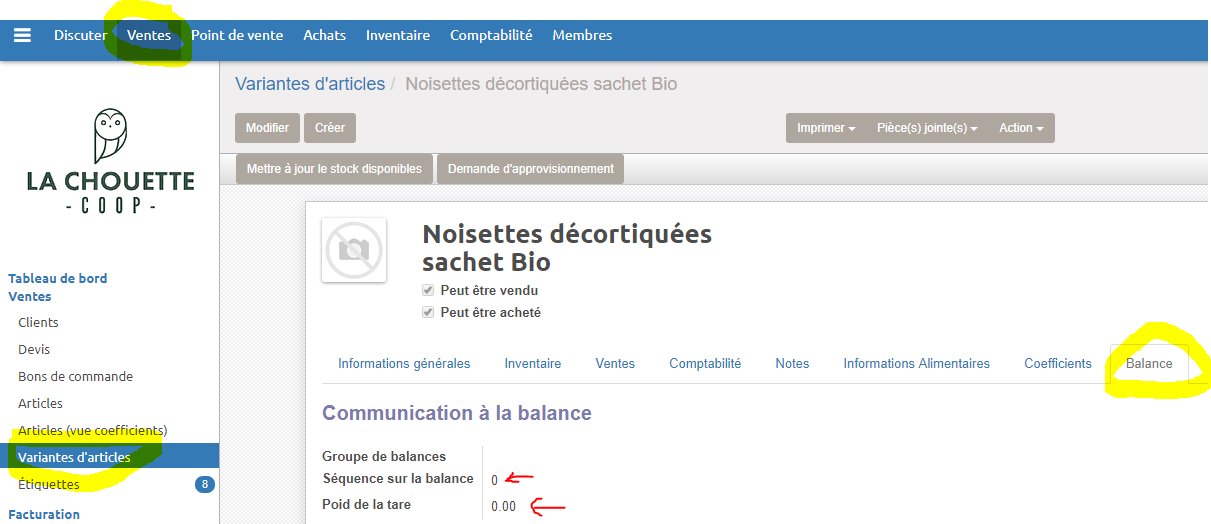 Discuter Ventes Point de vente Achats Inventaire Comptabilité Membres
Variantes d'articles / Noisettes décortiquées sachet Bio
Modifier Créer Imprimer Pièce(s) jointe(s) Action
Mettre à jour le stock disponibles Demande d'approvisionnement
LA CHOUETTE
- COOP -
Tableau de bord
Ventes
Clients
Devis
Bons de commande
Articles
Articles (vue coefficients)
Variantes d'articles
Étiquettes 8
Facturation
Noisettes décortiquées
sachet Bio
Peut être vendu
Peut être acheté
Informations générales Inventaire Ventes Comptabilité Notes Informations Alimentaires Coefficients Balance
Communication à la balance
Groupe de balances
Séquence sur la balance 0
Poid de la tare 0.00